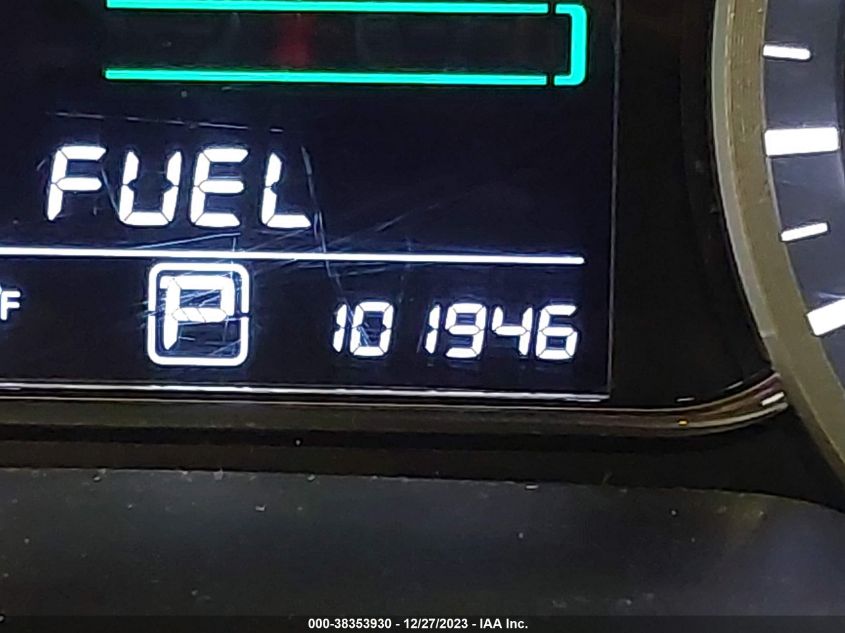 FUEL
°F P 101946
000-38353930 - 12/27/2023 - IAA Inc.